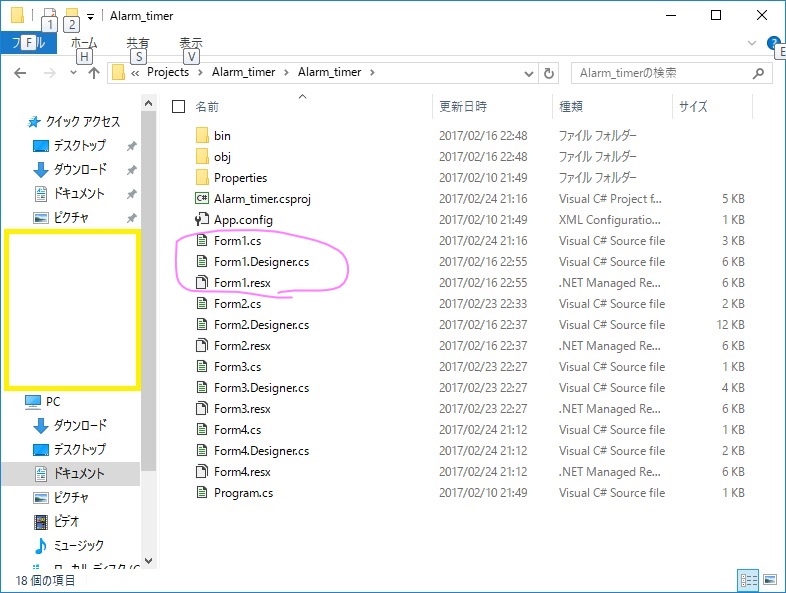 Alarm_timer
1 2
ファイル ホーム 共有 表示
F H S V E
« Projects › Alarm_timer › Alarm_timer › Alarm_timerの検索
名前 更新日時 種類 サイズ
クイック アクセス
デスクトップ
ダウンロード
ドキュメント
ピクチャ
PC
ダウンロード
デスクトップ
ドキュメント
ピクチャ
ビデオ
ミュージック
bin 2017/02/16 22:48 ファイル フォルダー
obj 2017/02/16 22:48 ファイル フォルダー
Properties 2017/02/10 21:49 ファイル フォルダー
Alarm_timer.csproj 2017/02/24 21:16 Visual C# Project f... 5 KB
App.config 2017/02/10 21:49 XML Configuratio... 1 KB
Form1.cs 2017/02/24 21:16 Visual C# Source file 3 KB
Form1.Designer.cs 2017/02/16 22:55 Visual C# Source file 6 KB
Form1.resx 2017/02/16 22:55 .NET Managed Re... 6 KB
Form2.cs 2017/02/23 22:33 Visual C# Source file 2 KB
Form2.Designer.cs 2017/02/16 22:37 Visual C# Source file 12 KB
Form2.resx 2017/02/16 22:37 .NET Managed Re... 6 KB
Form3.cs 2017/02/23 22:27 Visual C# Source file 1 KB
Form3.Designer.cs 2017/02/23 22:27 Visual C# Source file 4 KB
Form3.resx 2017/02/23 22:27 .NET Managed Re... 6 KB
Form4.cs 2017/02/24 21:12 Visual C# Source file 1 KB
Form4.Designer.cs 2017/02/24 21:12 Visual C# Source file 2 KB
Form4.resx 2017/02/24 21:12 .NET Managed Re... 6 KB
Program.cs 2017/02/10 21:49 Visual C# Source file 1 KB
18 個の項目